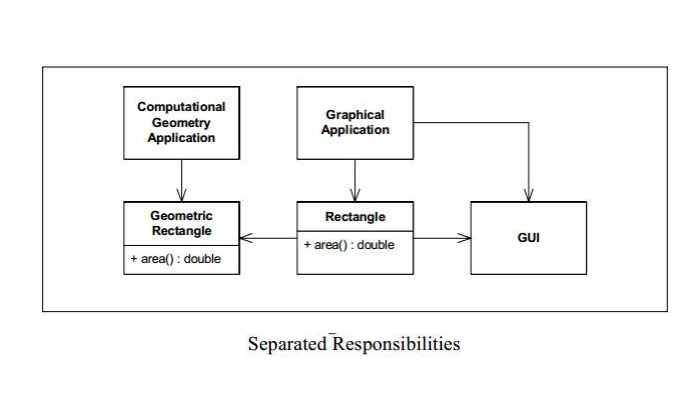 Computational
Geometry
Application
Graphical
Application
Geometric
Rectangle
+ area() : double
Rectangle
+ area() : double
GUI
Separated Responsibilities